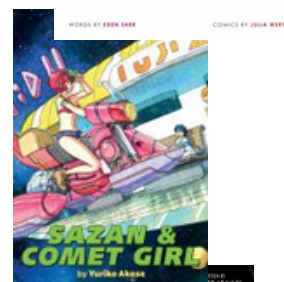 WORDS BY EDEN SHER
COMICS BY JULIA WERT
SAZAN &
COMET GIRL
by Yuriko Akase